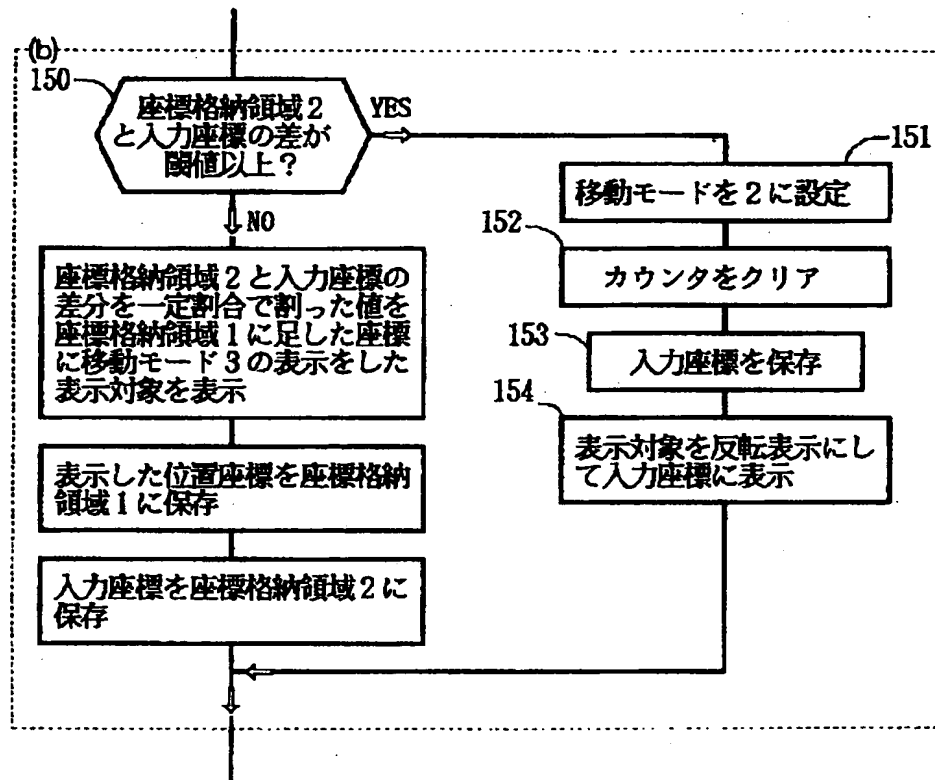 (b)
150
座標格納領域2
と入力座標の差が
閾値以上?
YES
NO
座標格納領域2と入力座標の
差分を一定割合で割った値を
座標格納領域1に足した座標
に移動モード3の表示をした
表示対象を表示
表示した位置座標を座標格納
領域1に保存
入力座標を座標格納領域2に
保存
151
移動モードを2に設定
152
カウンタをクリア
153
入力座標を保存
154
表示対象を反転表示にし
て入力座標に表示